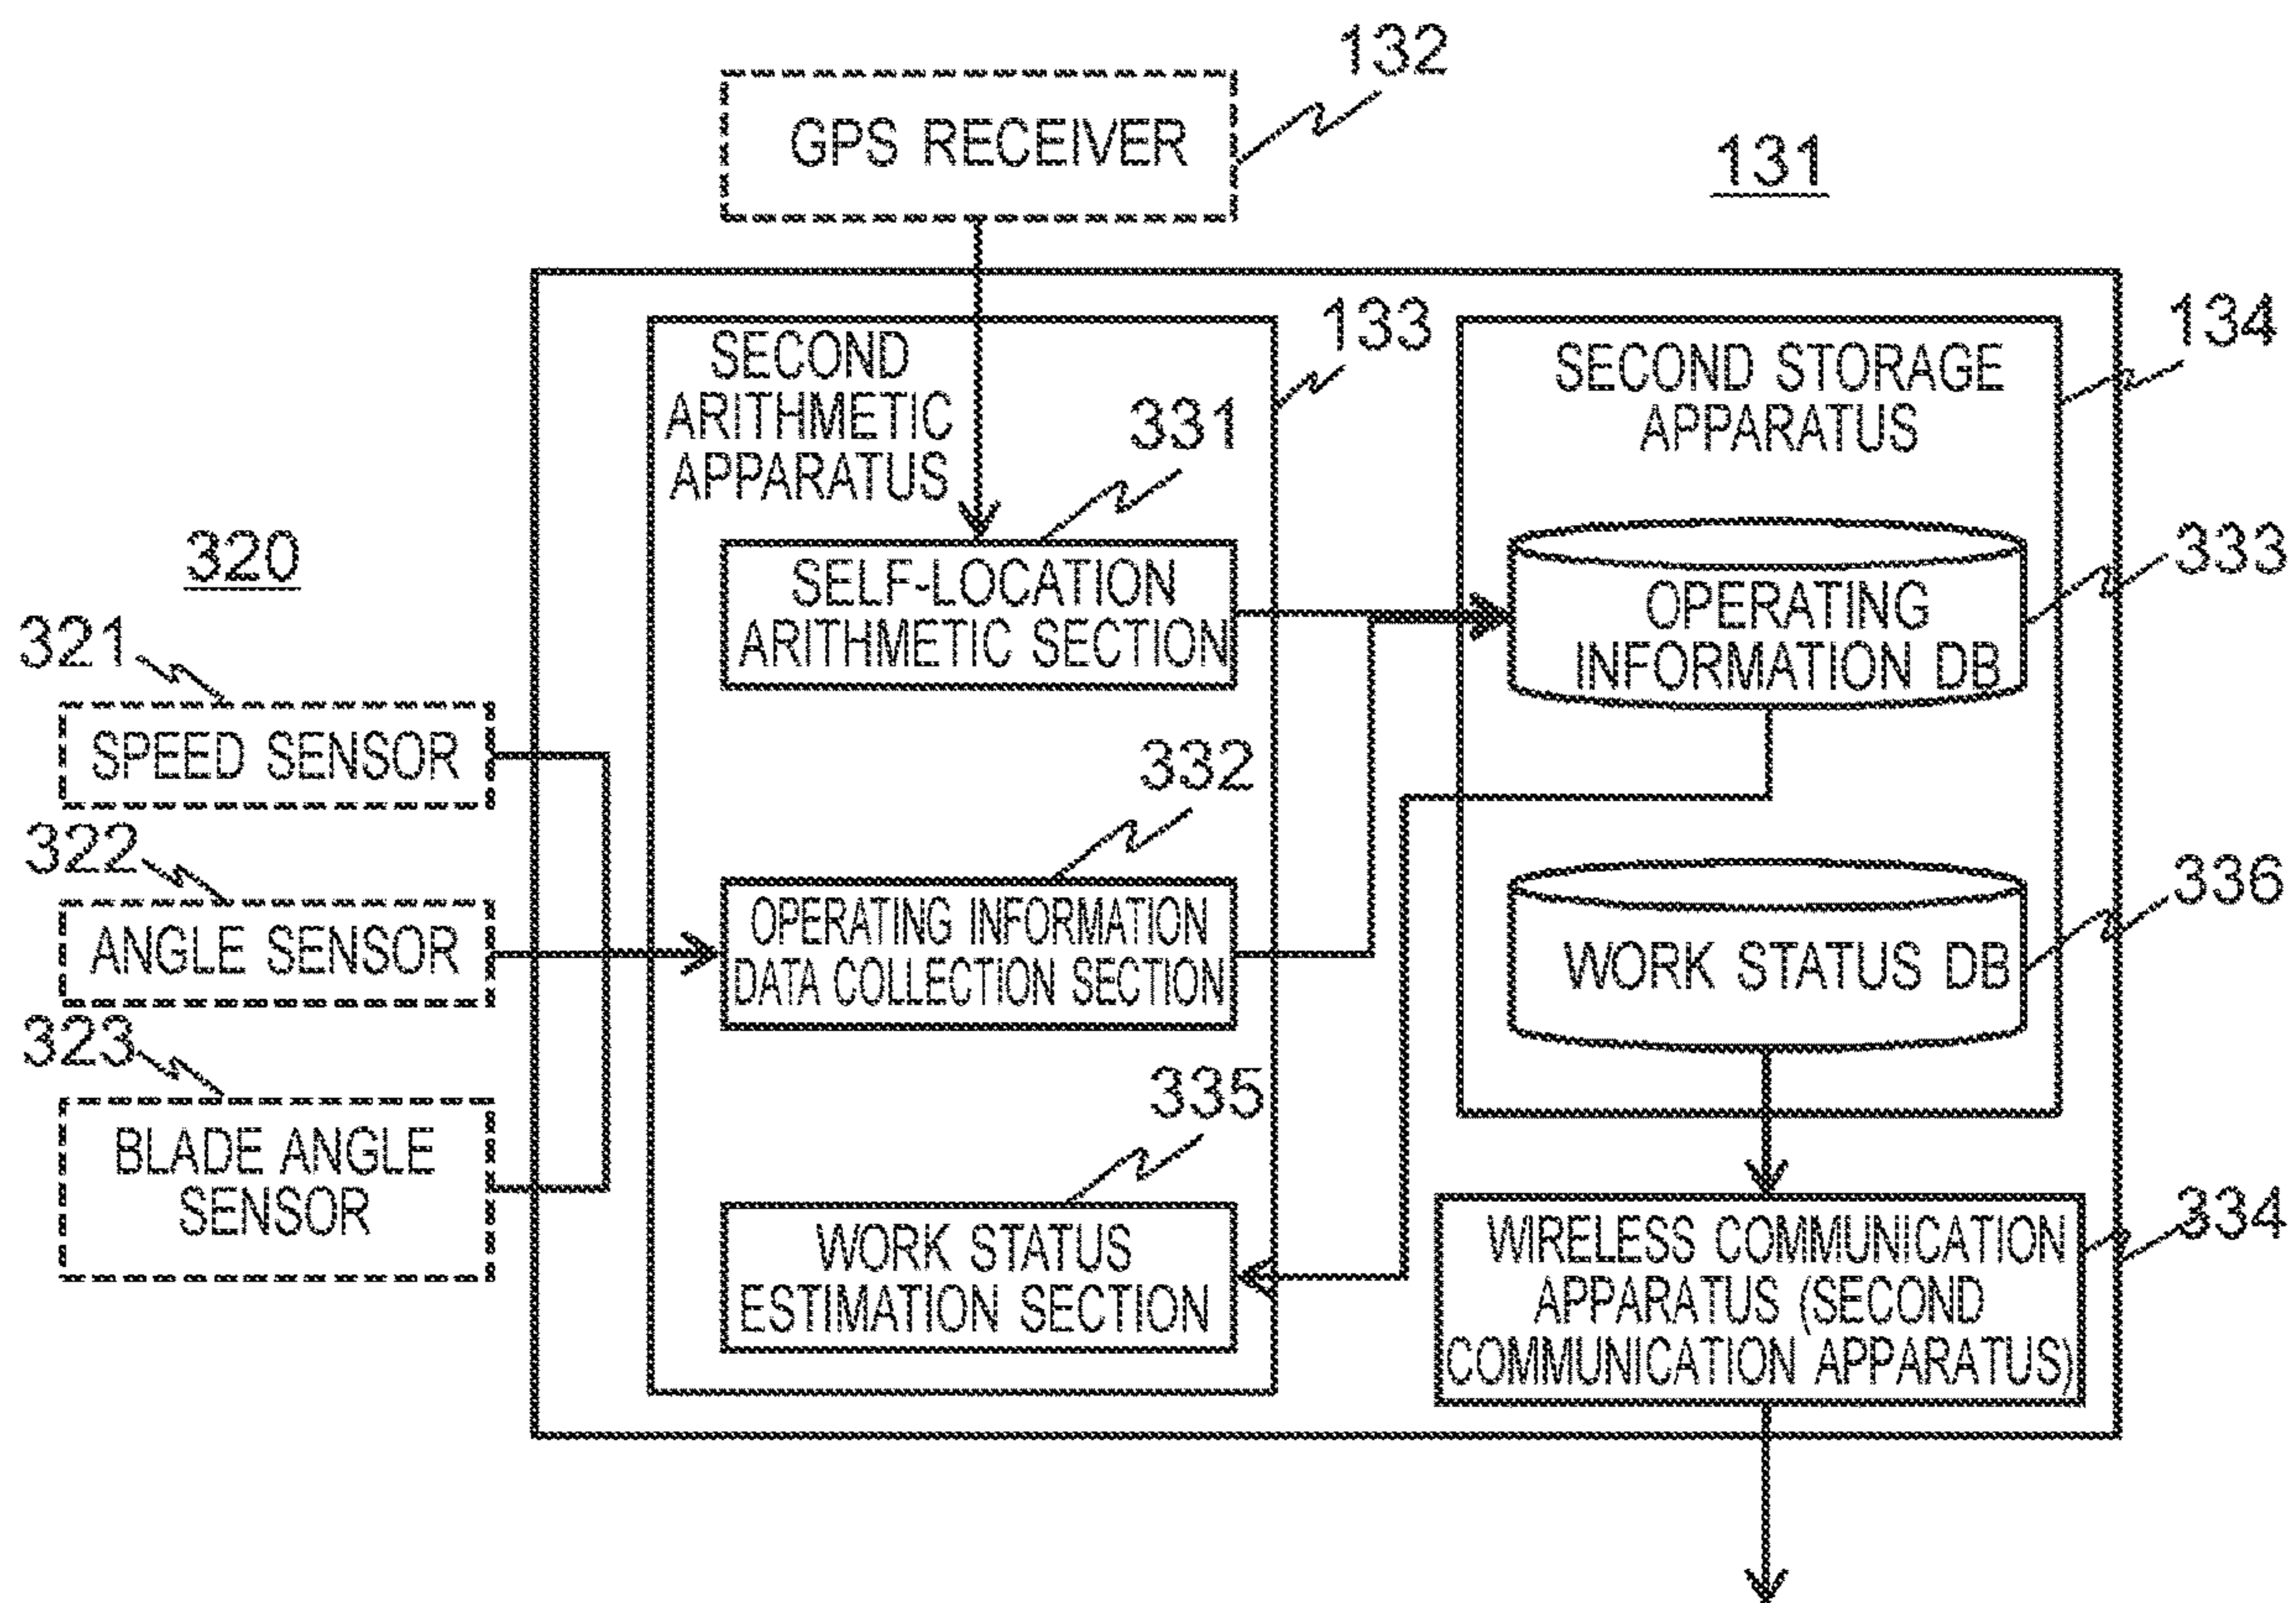 132
GPS RECEIVER
131
133
134
SECOND
ARITHMETIC
APPARATUS
SECOND STORAGE
APPARATUS
331
320
333
SELF-LOCATION
ARITHMETIC SECTION
OPERATING
INFORMATION DB
321
SPEED SENSOR
332
322
336
ANGLE SENSOR
OPERATING INFORMATION
DATA COLLECTION SECTION
WORK STATUS DB
323
335
BLADE ANGLE
SENSOR
334
WORK STATUS
ESTIMATION SECTION
WIRELESS COMMUNICATION
APPARATUS (SECOND
COMMUNICATION APPARATUS)